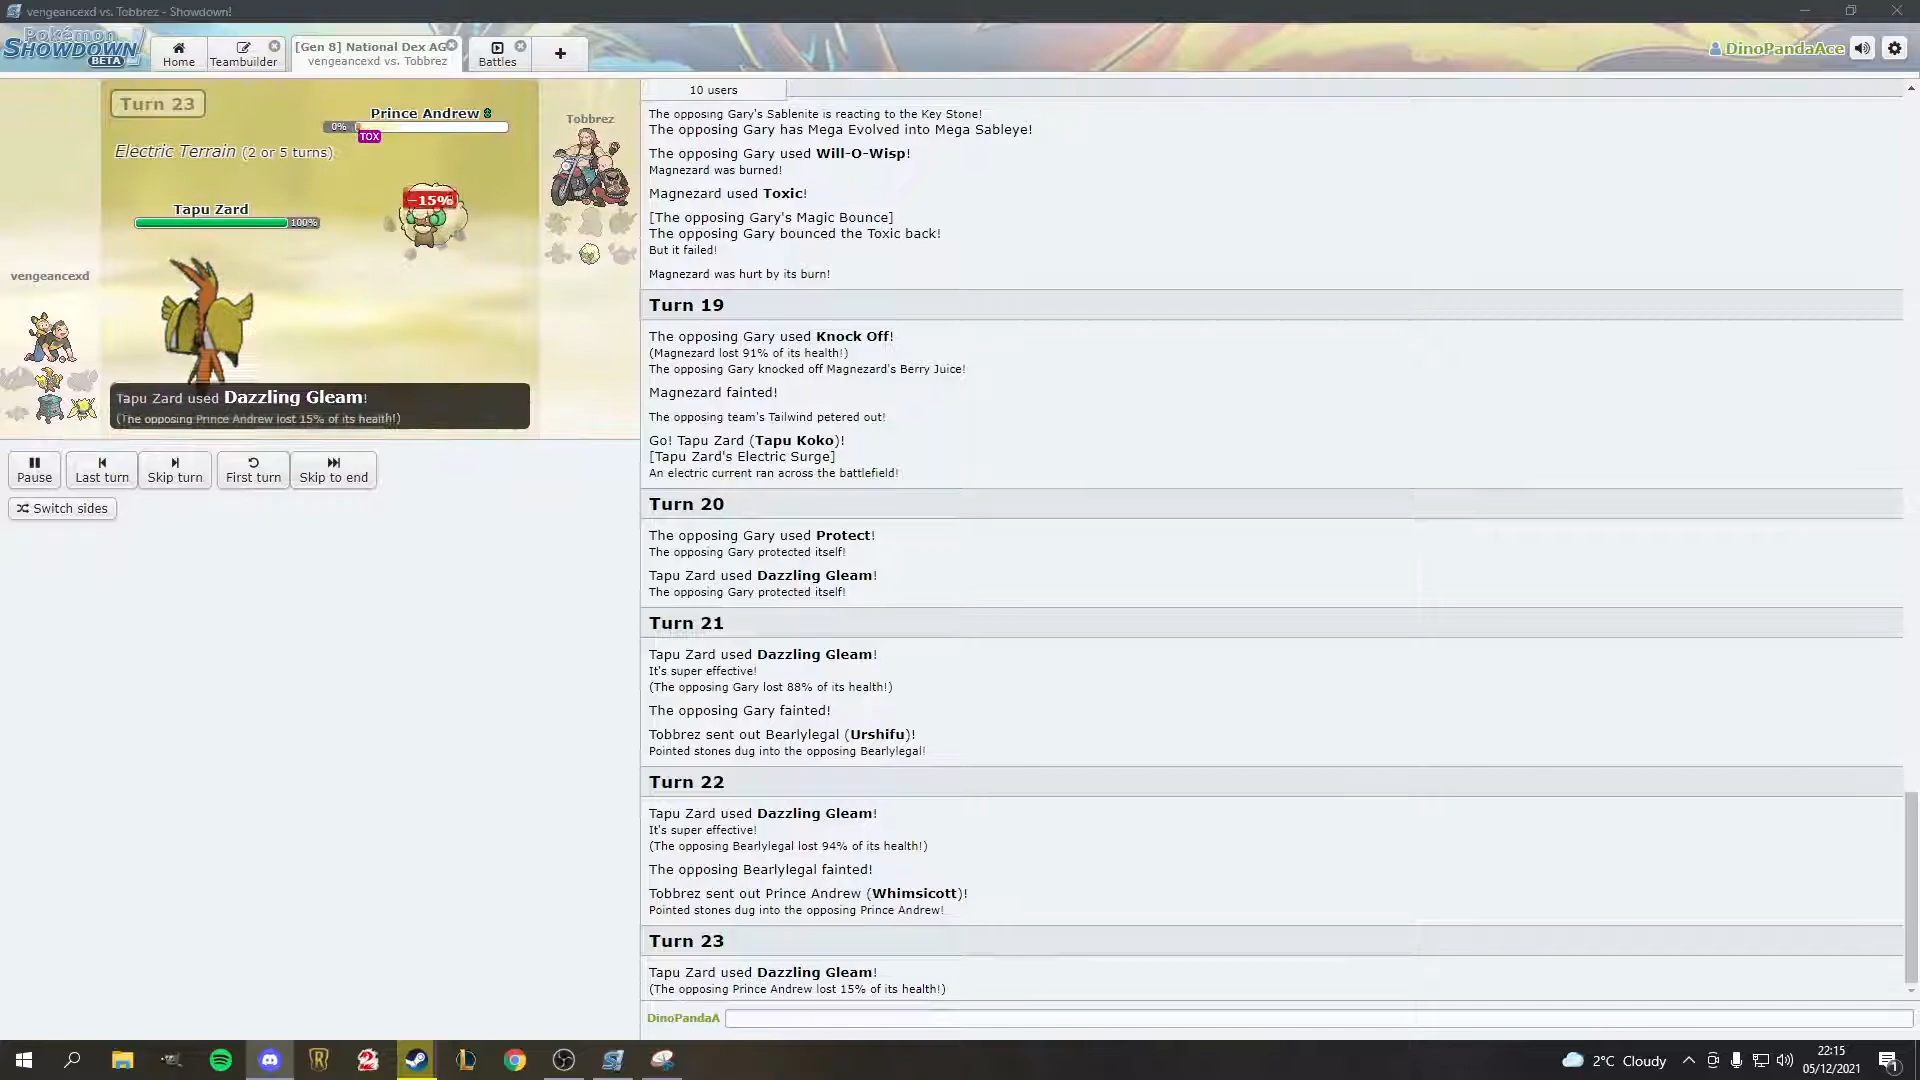 vengeancexd vs. Tobbrez - Showdown!
Pokémon
SHOWDOWN
BETA
Home
Teambuilder
[Gen 8] National Dex AG
vengeancexd vs. Tobbrez
Battles
+
DinoPandaAce
Turn 23
Prince Andrew
0%
TOX
Electric Terrain (2 or 5 turns)
−15%
Tapu Zard
100%
Tobbrez
vengeancexd
Tapu Zard used Dazzling Gleam!
(The opposing Prince Andrew lost 15% of its health!)
Pause
Last turn
Skip turn
First turn
Skip to end
Switch sides
10 users
The opposing Gary's Sablenite is reacting to the Key Stone!
The opposing Gary has Mega Evolved into Mega Sableye!
The opposing Gary used Will-O-Wisp!
Magnezard was burned!
Magnezard used Toxic!
[The opposing Gary's Magic Bounce]
The opposing Gary bounced the Toxic back!
But it failed!
Magnezard was hurt by its burn!
Turn 19
The opposing Gary used Knock Off!
(Magnezard lost 91% of its health!)
The opposing Gary knocked off Magnezard's Berry Juice!
Magnezard fainted!
The opposing team's Tailwind petered out!
Go! Tapu Zard (Tapu Koko)!
[Tapu Zard's Electric Surge]
An electric current ran across the battlefield!
Turn 20
The opposing Gary used Protect!
The opposing Gary protected itself!
Tapu Zard used Dazzling Gleam!
The opposing Gary protected itself!
Turn 21
Tapu Zard used Dazzling Gleam!
It's super effective!
(The opposing Gary lost 88% of its health!)
The opposing Gary fainted!
Tobbrez sent out Bearlylegal (Urshifu)!
Pointed stones dug into the opposing Bearlylegal!
Turn 22
Tapu Zard used Dazzling Gleam!
It's super effective!
(The opposing Bearlylegal lost 94% of its health!)
The opposing Bearlylegal fainted!
Tobbrez sent out Prince Andrew (Whimsicott)!
Pointed stones dug into the opposing Prince Andrew!
Turn 23
Tapu Zard used Dazzling Gleam!
(The opposing Prince Andrew lost 15% of its health!)
DinoPandaA
2°C Cloudy
22:15
05/12/2021
1